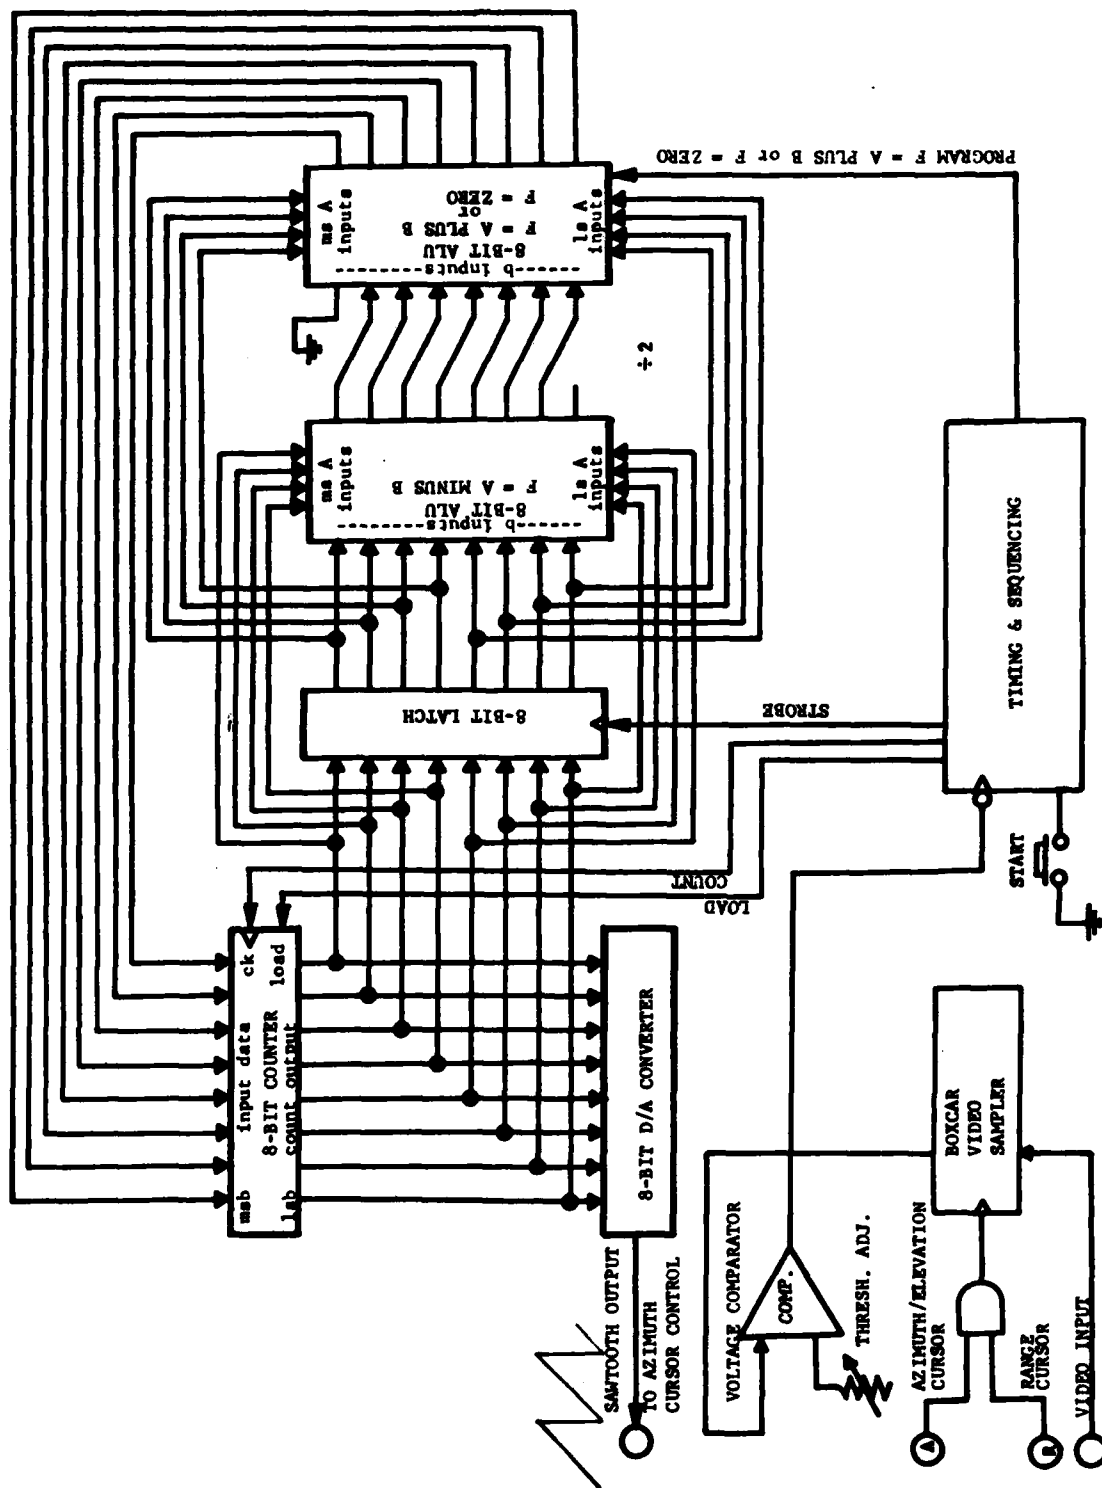 ms A
inputs
8-BIT ALU
F = A PLUS B
or
F = ZERO
--------b inputs--------
ls A
inputs
PROGRAM F = A PLUS B or F = ZERO
÷ 2
ms A
inputs
8-BIT ALU
F = A MINUS B
--------b inputs--------
ls A
inputs
8-BIT LATCH
STROBE
COUNT
LOAD
TIMING & SEQUENCING
START
ck
load
input data
8-BIT COUNTER
count output
msb
lsb
8-BIT D/A CONVERTER
SAWTOOTH OUTPUT
TO AZIMUTH
CURSOR CONTROL
VOLTAGE COMPARATOR
COMP.
THRESH. ADJ.
BOXCAR
VIDEO
SAMPLER
AZIMUTH/ELEVATION
CURSOR
A
RANGE
CURSOR
R
VIDEO INPUT